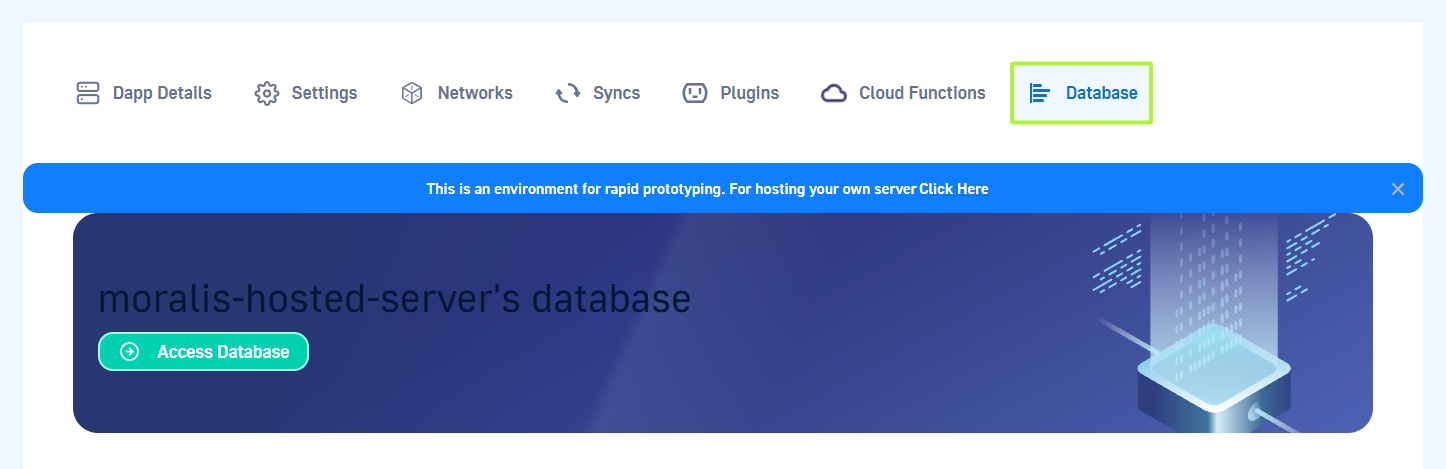 Dapp Details Settings Networks Syncs Plugins Cloud Functions Database
This is an environment for rapid prototyping. For hosting your own server Click Here
moralis-hosted-server's database
Access Database